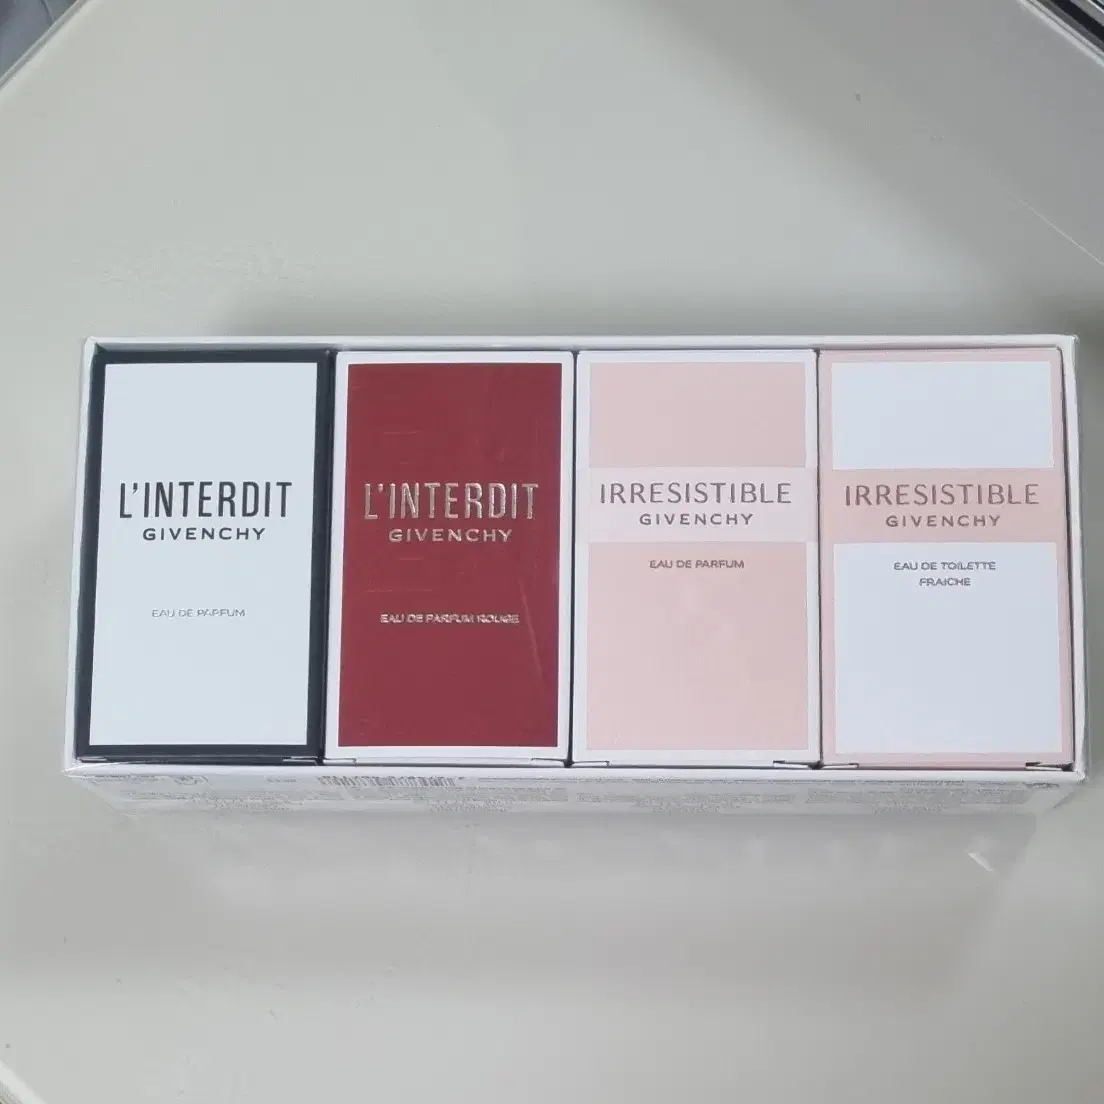 L'INTERDIT
GIVENCHY
EAU DE PARFUM
L'INTERDIT
GIVENCHY
EAU DE PARFUM ROUGE
IRRESISTIBLE
GIVENCHY
EAU DE PARFUM
IRRESISTIBLE
GIVENCHY
EAU DE TOILETTE
FRAICHE